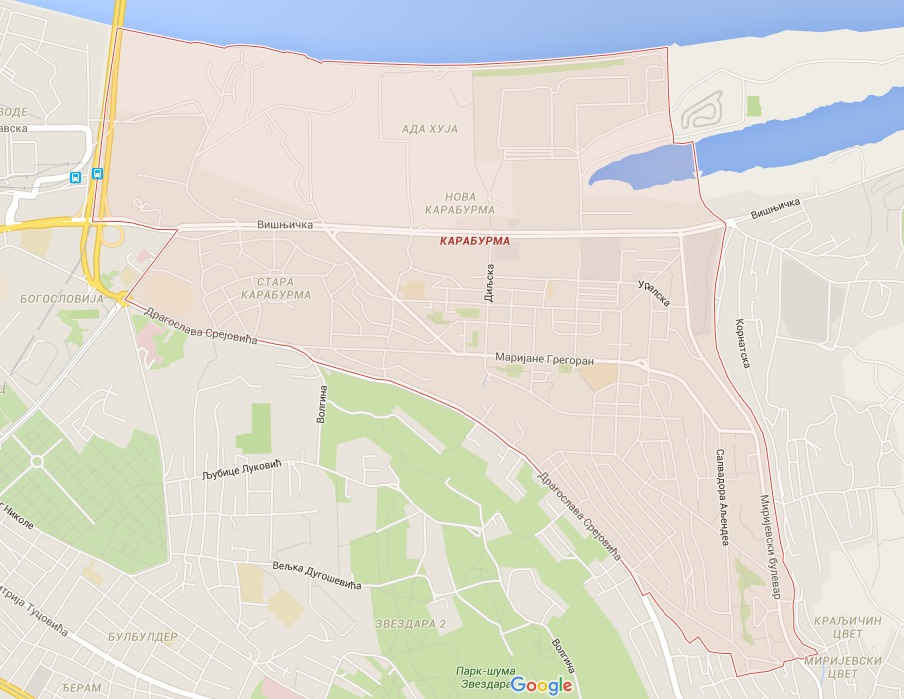 ВОДЕ
авска
АДА ХУЈА
НОВА
КАРАБУРМА
Вишњичка
Вишњичка
КАРАБУРМА
СТАРА
КАРАБУРМА
Диљска
Уралска
БОГОСЛОВИЈА
Драгослава Срејовића
Корнатска
Маријане Грегоран
Волгина
Љубице Луковић
Драгослава Срејовића
Салвадора Аљендеа
Миријевски булевар
г Николе
Вељка Дугошевића
итрија Туцовића
БУЛБУЛДЕР
ЗВЕЗДАРА 2
Волгина
КРАЉИЧИН
ЦВЕТ
МИРИЈЕВСКИ
ЦВЕТ
Парк-шума
Звездара
Google
ЂЕРАМ